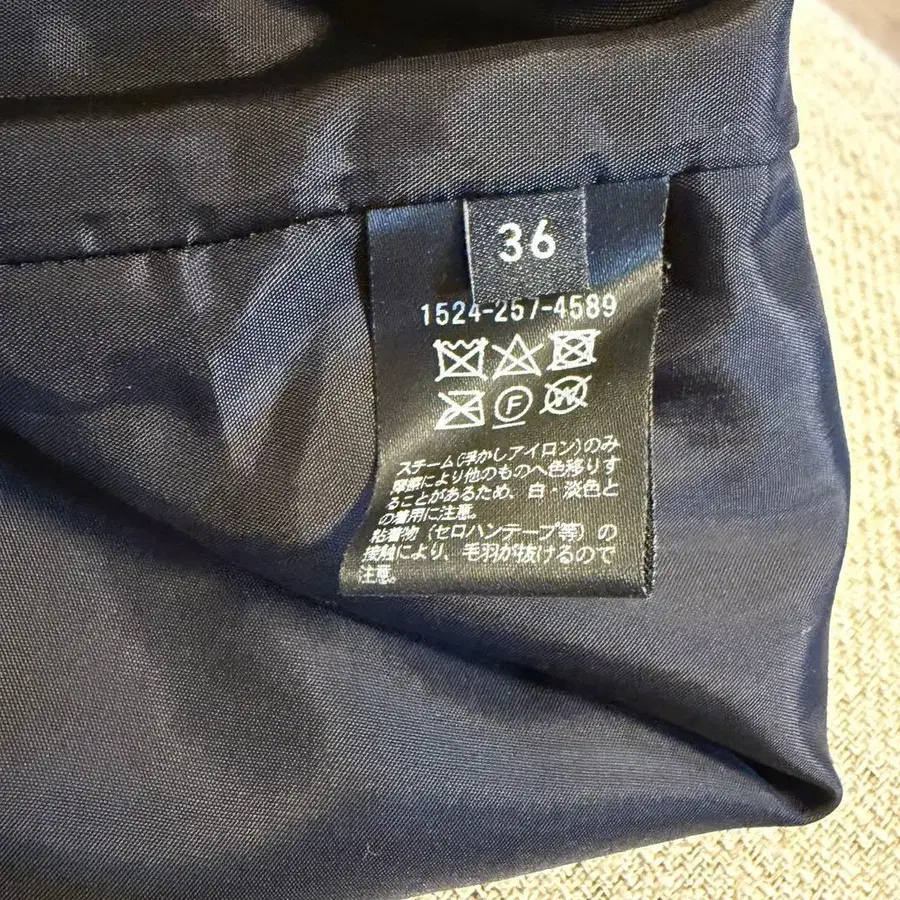 36
1524-257-4589
F
W
スチーム(浮かしアイロン)のみ
摩擦により他のものへ色移りす
ることがあるため、白・淡色と
の着用に注意。
粘着物(セロハンテープ等)の
接触により、毛羽が抜けるので
注意。